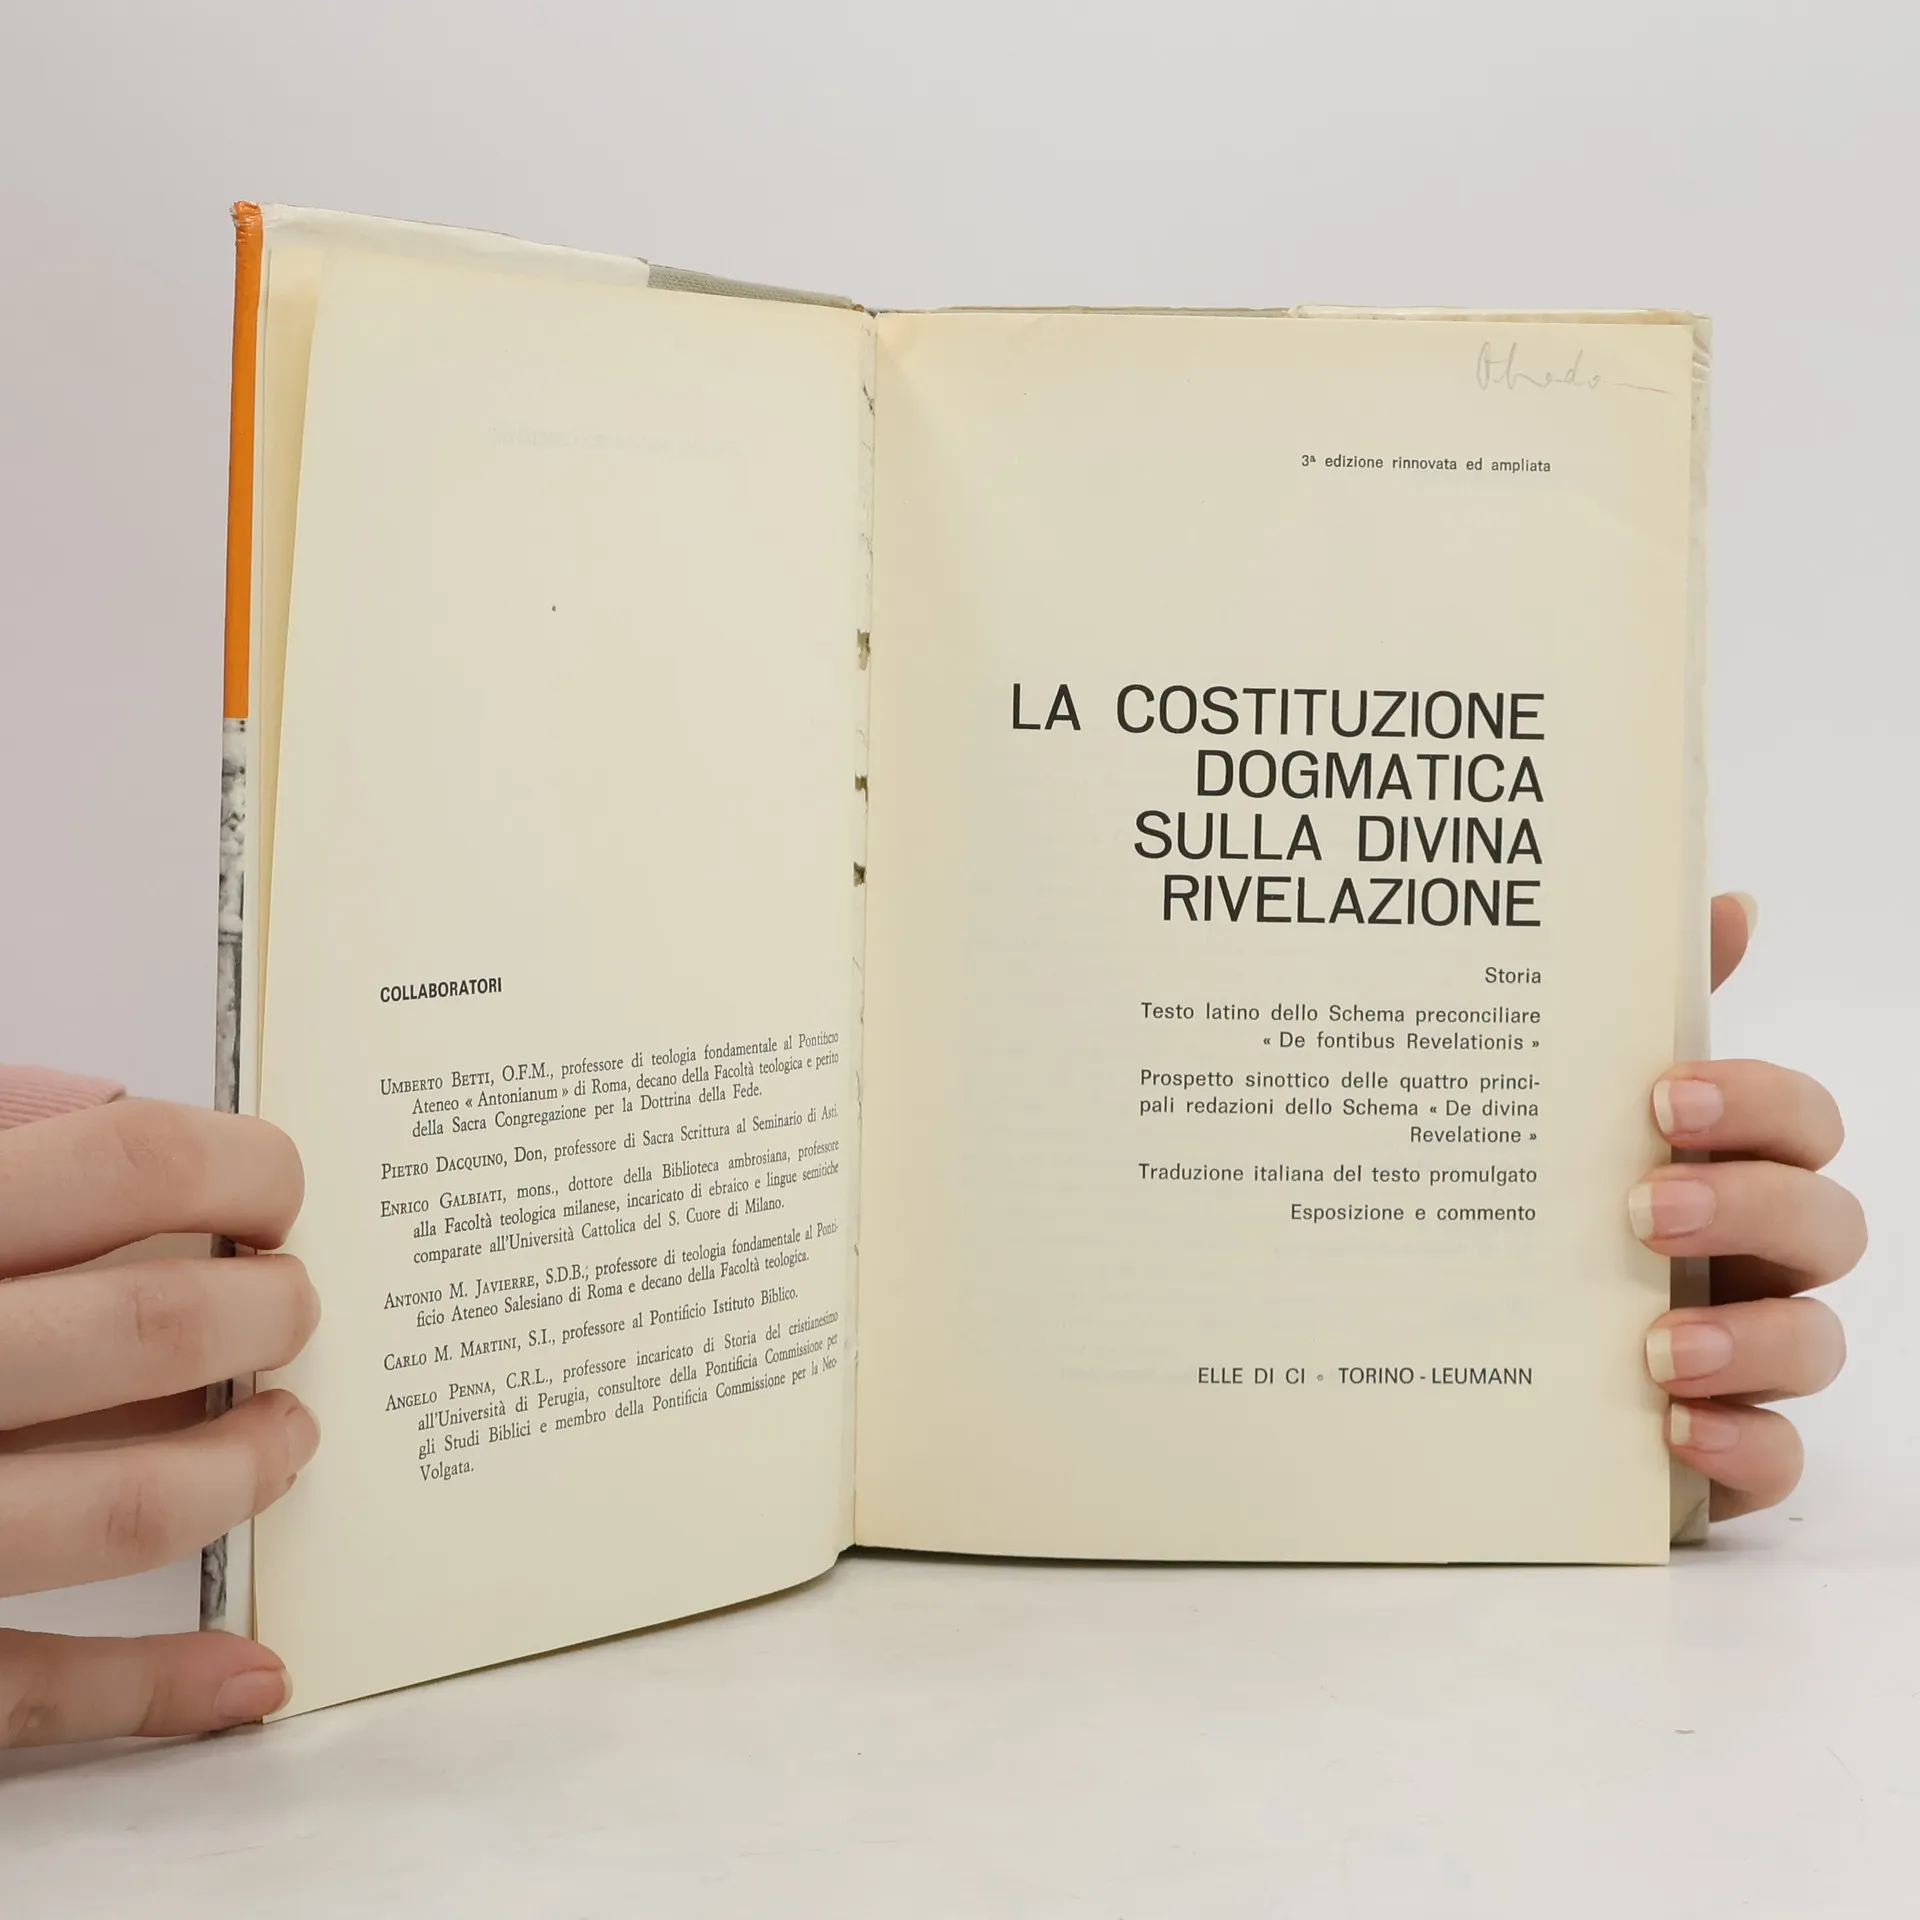 COLLABORATORI
UMBERTO BETTI, O.F.M., professore di teologia fondamentale al Pontificio
Ateneo « Antonianum » di Roma, decano della Facoltà teologica e perito
della Sacra Congregazione per la Dottrina della Fede.
PIETRO DACQUINO, Don, professore di Sacra Scrittura al Seminario di Asti.
ENRICO GALBIATI, mons., dottore della Biblioteca ambrosiana, professore
alla Facoltà teologica milanese, incaricato di ebraico e lingue semitiche
comparate all'Università Cattolica del S. Cuore di Milano.
ANTONIO M. JAVIERRE, S.D.B., professore di teologia fondamentale al Ponti-
ficio Ateneo Salesiano di Roma e decano della Facoltà teologica.
CARLO M. MARTINI, S.I., professore al Pontificio Istituto Biblico.
ANGELO PENNA, C.R.L., professore incaricato di Storia del cristianesimo
all'Università di Perugia, consultore della Pontificia Commissione per
gli Studi Biblici e membro della Pontificia Commissione per la Neo-
Volgata.
3ª edizione rinnovata ed ampliata
LA COSTITUZIONE
DOGMATICA
SULLA DIVINA
RIVELAZIONE
Storia
Testo latino dello Schema preconciliare
« De fontibus Revelationis »
Prospetto sinottico delle quattro princi-
pali redazioni dello Schema « De divina
Revelatione »
Traduzione italiana del testo promulgato
Esposizione e commento
ELLE DI CI • TORINO - LEUMANN